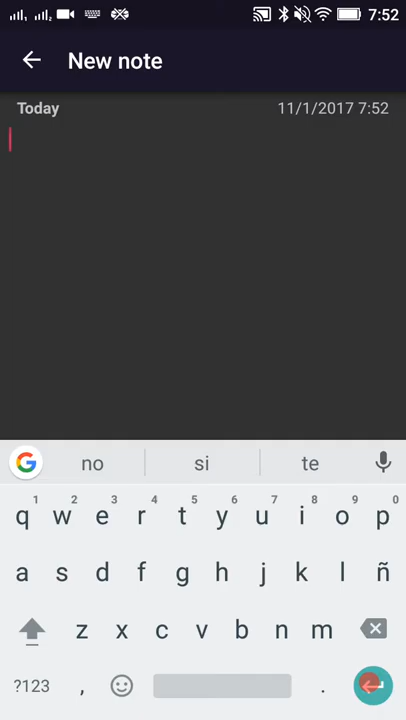 7:52
New note
Today 11/1/2017 7:52
G no si te
1 2 3 4 5 6 7 8 9 0
q w e r t y u i o p
a s d f g h j k l ñ
z x c v b n m
?123 , .